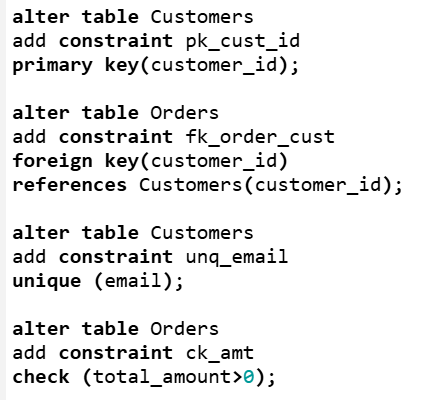 alter table Customers
add constraint pk_cust_id
primary key(customer_id);
alter table Orders
add constraint fk_order_cust
foreign key(customer_id)
references Customers(customer_id);
alter table Customers
add constraint unq_email
unique (email);
alter table Orders
add constraint ck_amt
check (total_amount>0);